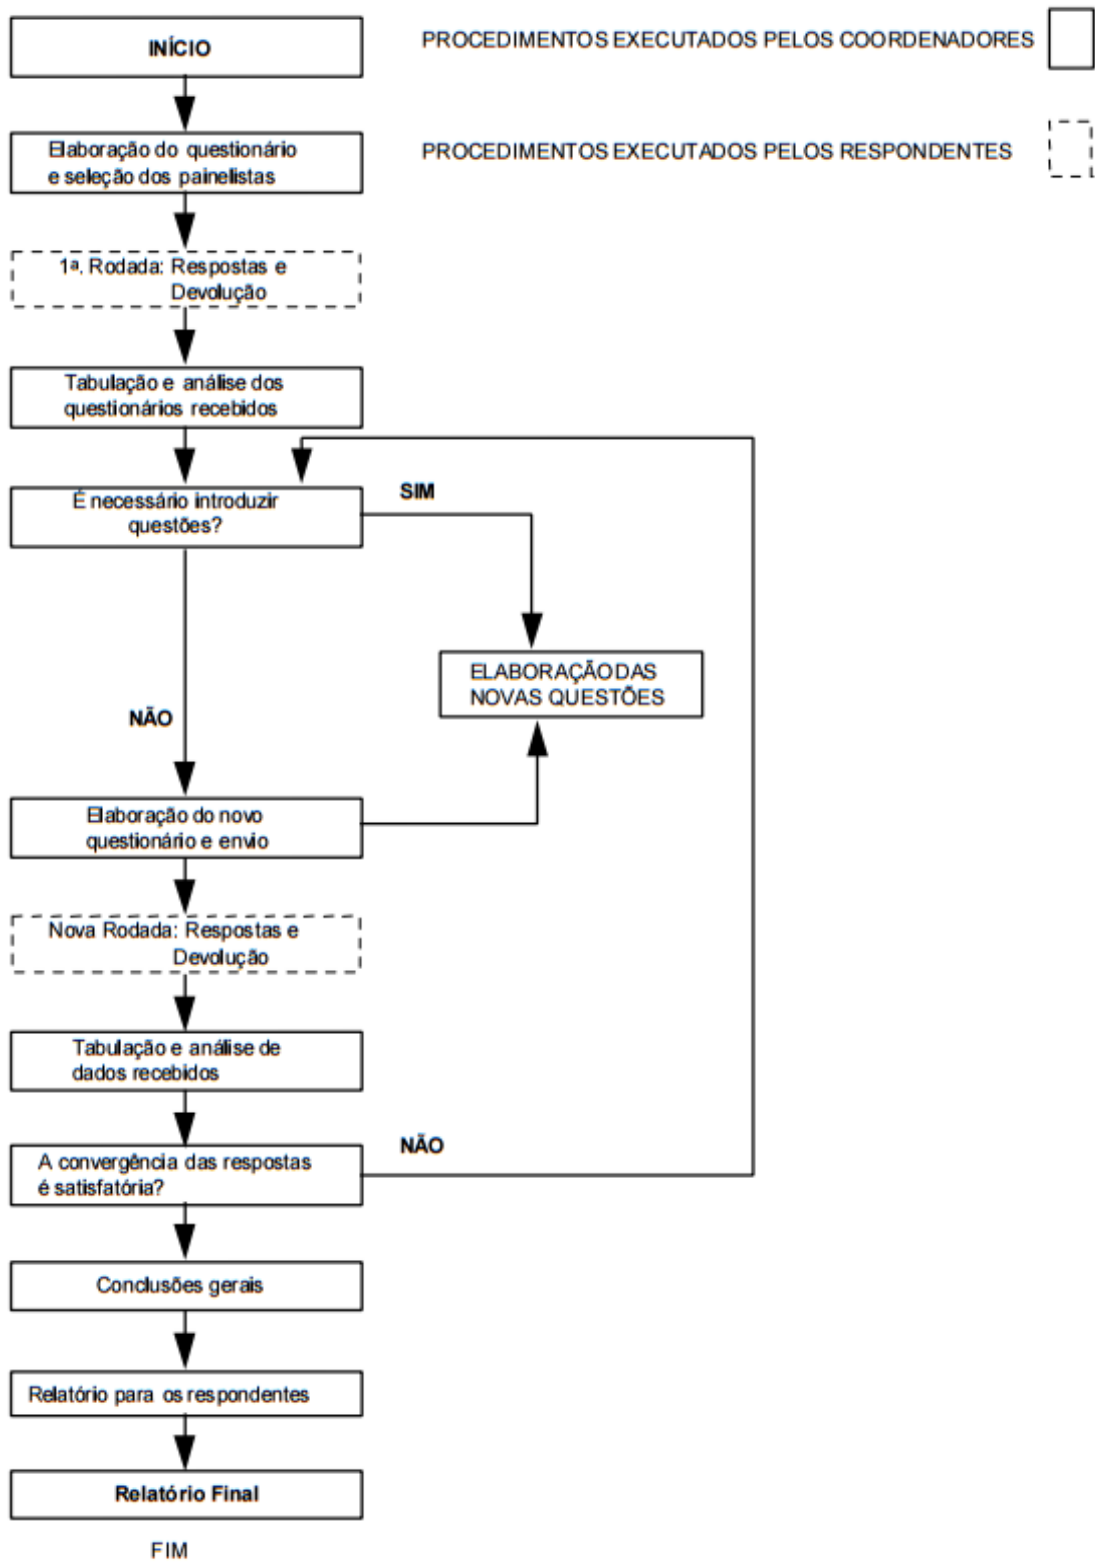 INÍCIO
PROCEDIMENTOS EXECUTADOS PELOS COORDENADORES
Elaboração do questionário
e seleção dos painelistas
PROCEDIMENTOS EXECUTADOS PELOS RESPONDENTES
1ª. Rodada: Respostas e
Devolução
Tabulação e análise dos
questionários recebidos
É necessário introduzir
questões?
SIM
ELABORAÇÃO DAS
NOVAS QUESTÕES
NÃO
Elaboração do novo
questionário e envio
Nova Rodada: Respostas e
Devolução
Tabulação e análise de
dados recebidos
A convergência das respostas
é satisfatória?
NÃO
Conclusões gerais
Relatório para os respondentes
Relatório Final
FIM